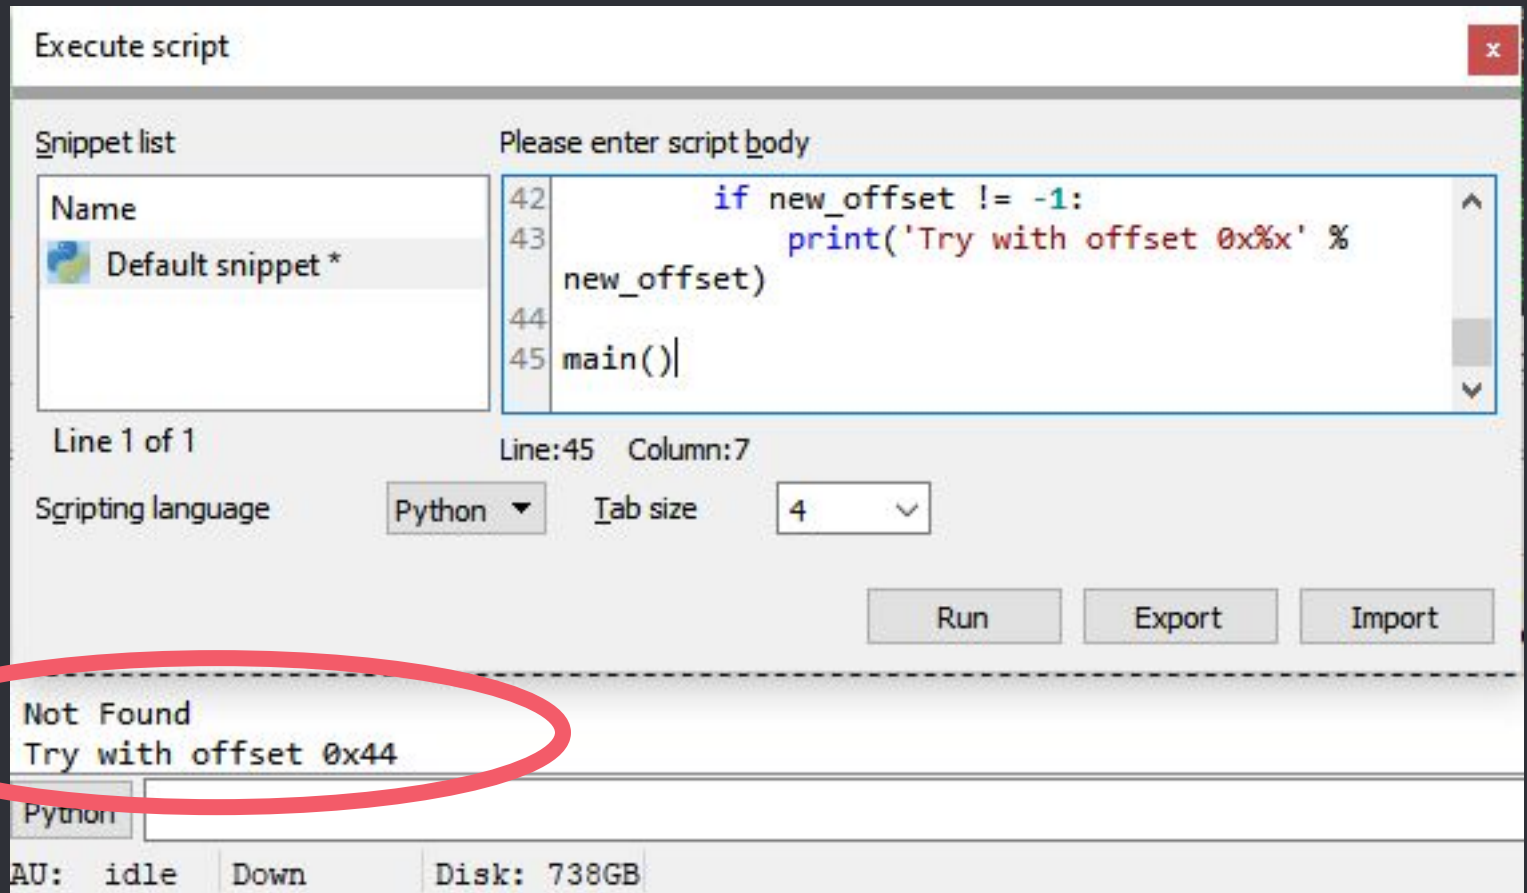 Execute script
x
Snippet list
Please enter script body
Name
Default snippet *
42 if new_offset != -1:
43 print('Try with offset 0x%x' %
new_offset)
44
45 main()
Line 1 of 1
Line:45 Column:7
Scripting language Python Tab size 4
Run Export Import
Not Found
Try with offset 0x44
Python
AU: idle Down Disk: 738GB